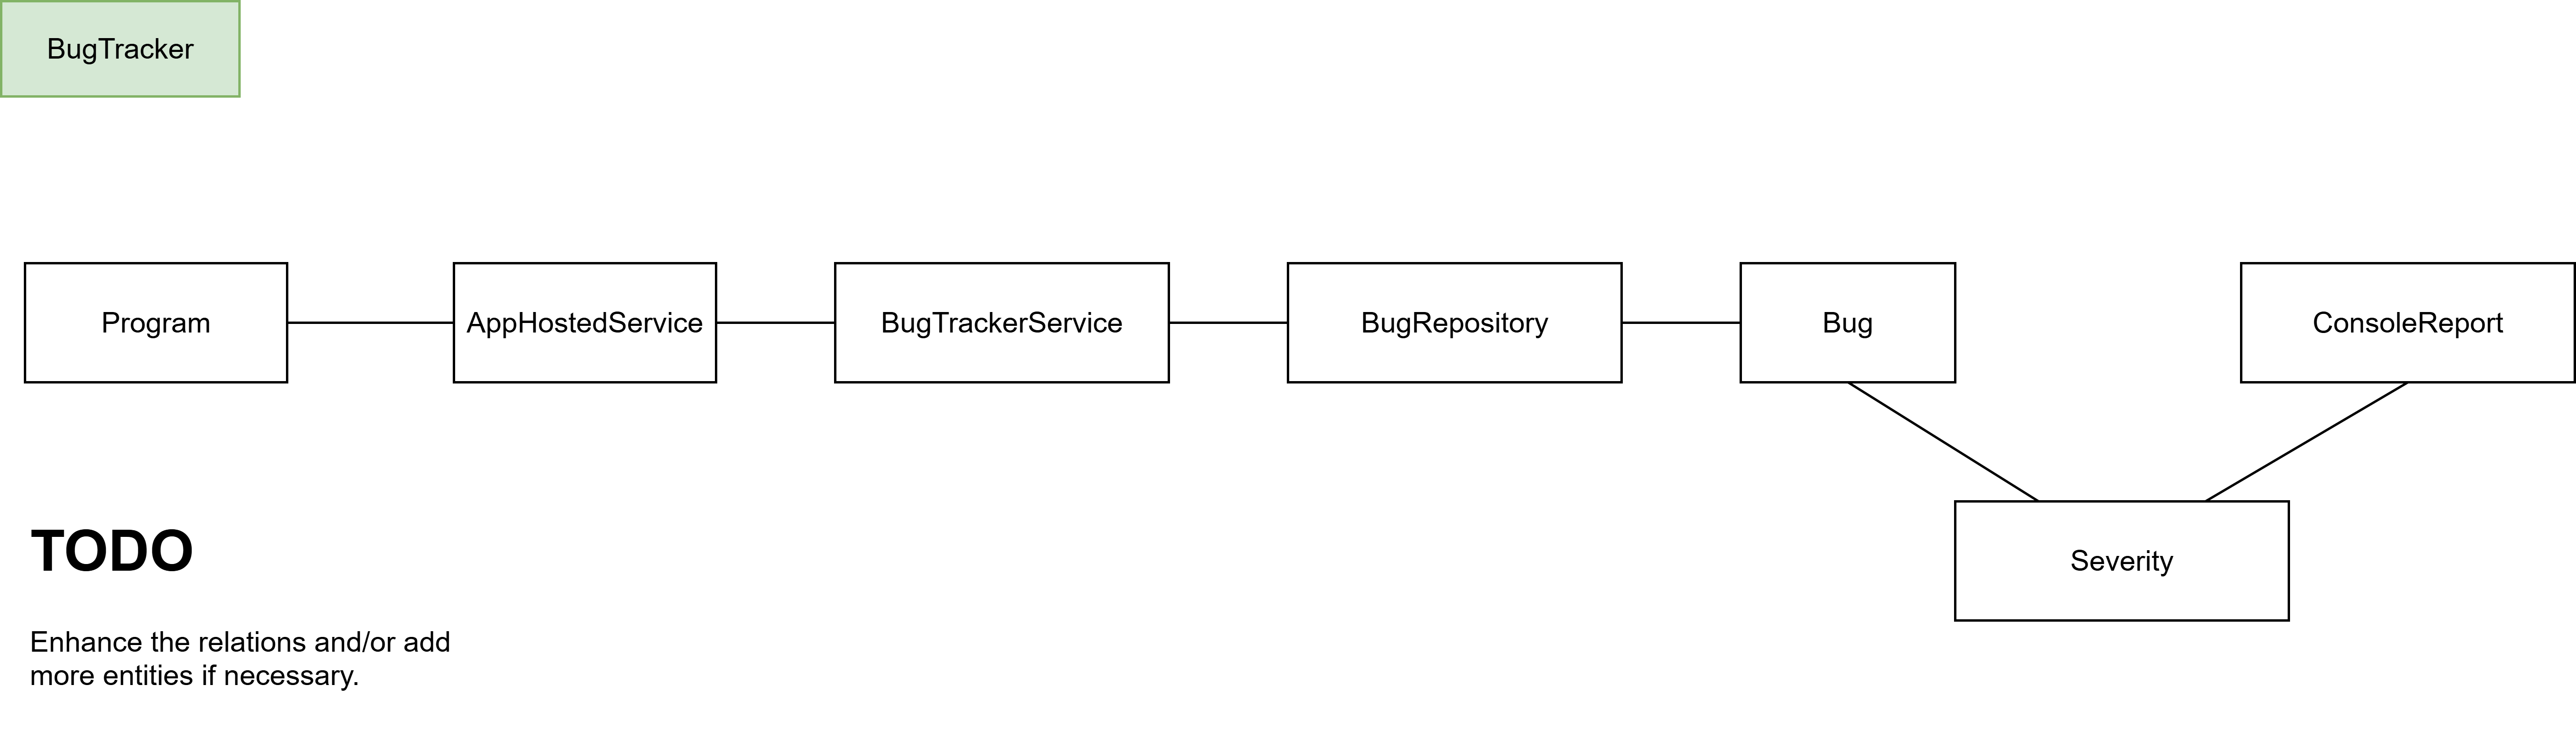 BugTracker
Program
AppHostedService
BugTrackerService
BugRepository
Bug
ConsoleReport
Severity
TODO
Enhance the relations and/or add
more entities if necessary.